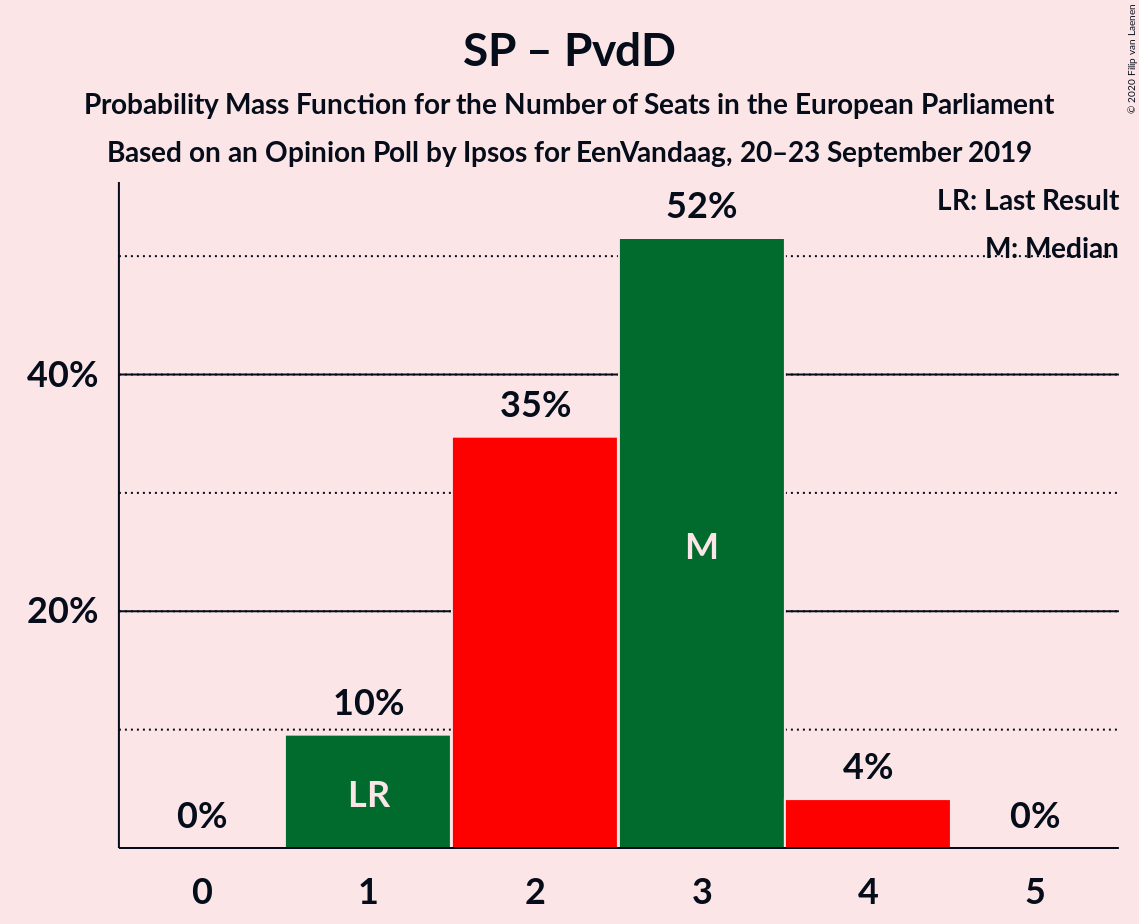 SP – PvdD
Probability Mass Function for the Number of Seats in the European Parliament
Based on an Opinion Poll by Ipsos for EenVandaag, 20–23 September 2019
© 2020 Filip van Laenen
LR: Last Result
M: Median
52%
40%
35%
M
20%
10%
4%
LR
0%
0%
0 1 2 3 4 5